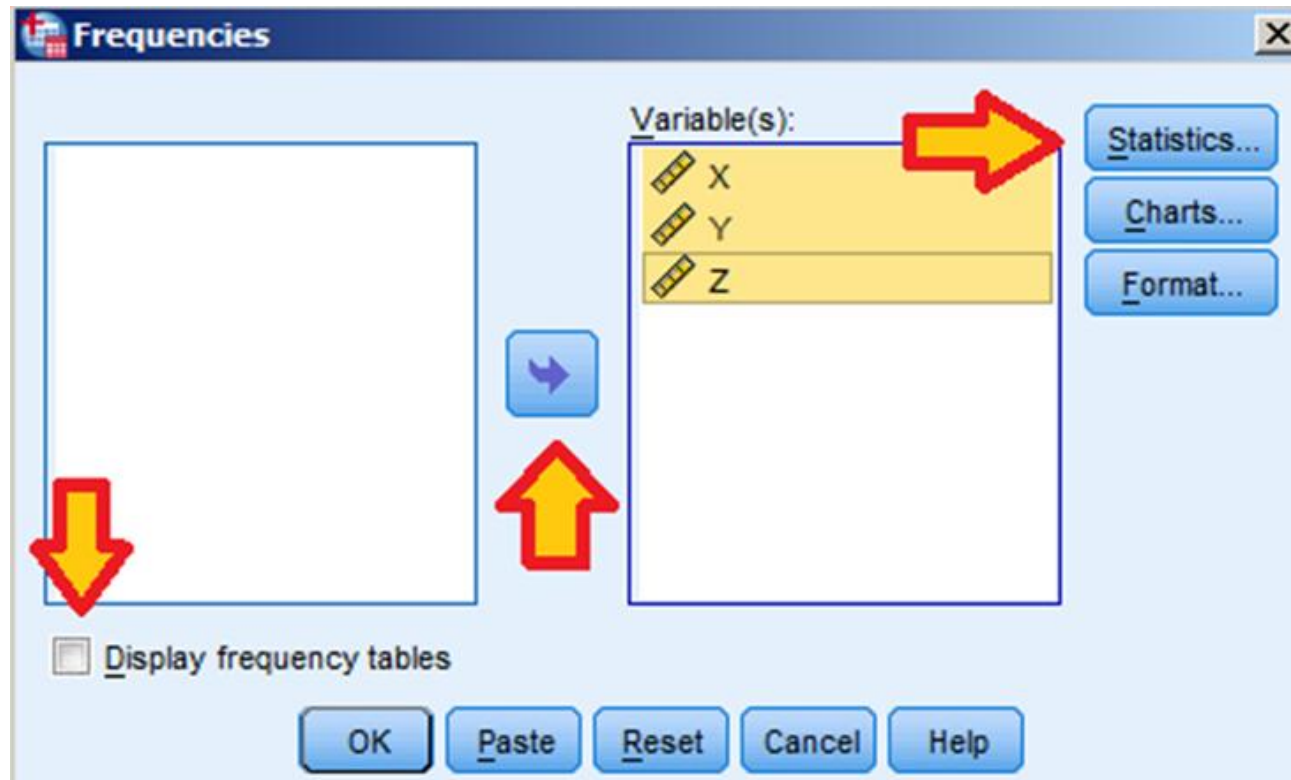 Frequencies
Variable(s):
X
Y
Z
Statistics...
Charts...
Format...
Display frequency tables
OK Paste Reset Cancel Help